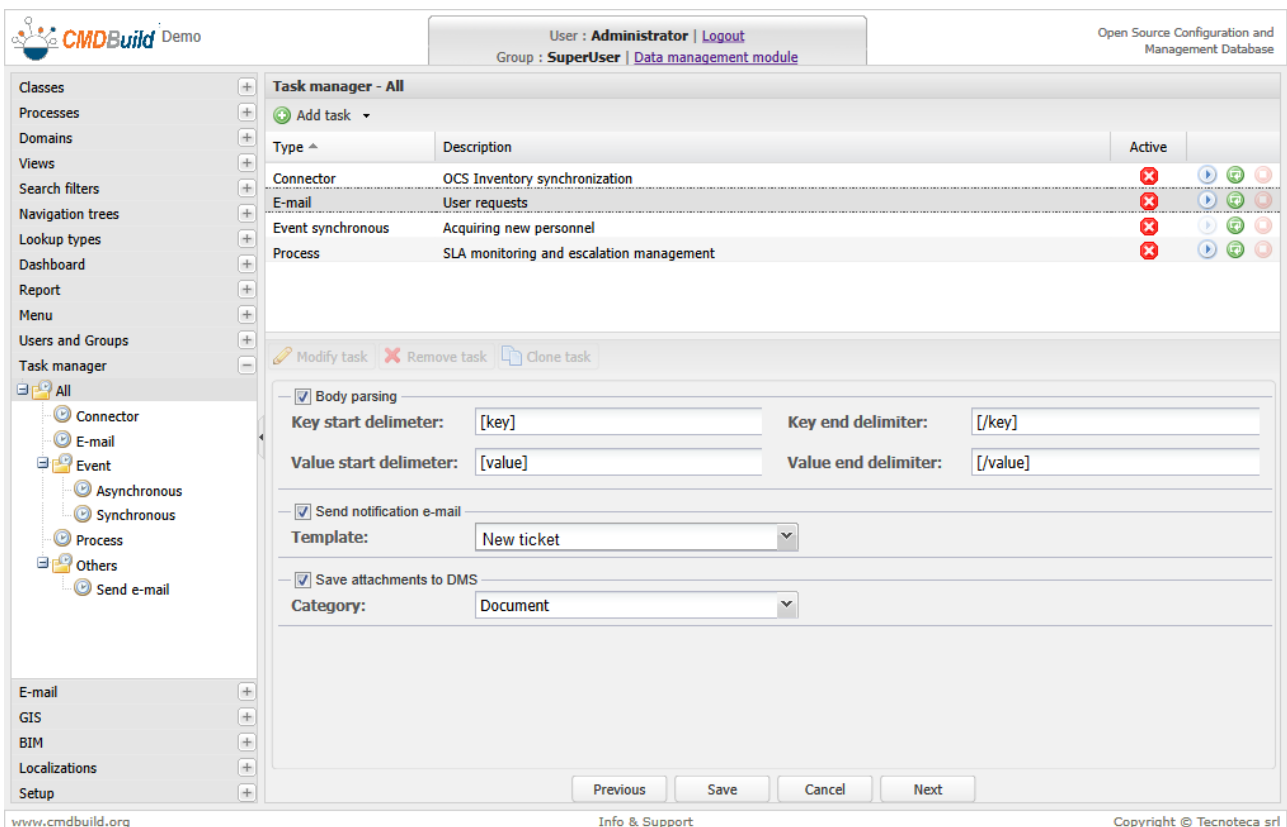 CMDBuild Demo
User : Administrator | Logout
Group : SuperUser | Data management module
Open Source Configuration and
Management Database
Classes
Processes
Domains
Views
Search filters
Navigation trees
Lookup types
Dashboard
Report
Menu
Users and Groups
Task manager
All
Connector
E-mail
Event
Asynchronous
Synchronous
Process
Others
Send e-mail
E-mail
GIS
BIM
Localizations
Setup
Task manager - All
Add task
Type Description Active
Connector OCS Inventory synchronization
E-mail User requests
Event synchronous Acquiring new personnel
Process SLA monitoring and escalation management
Modify task Remove task Clone task
Body parsing
Key start delimeter: [key] Key end delimiter: [/key]
Value start delimeter: [value] Value end delimiter: [/value]
Send notification e-mail
Template: New ticket
Save attachments to DMS
Category: Document
Previous Save Cancel Next
www.cmdbuild.org Info & Support Copyright © Tecnoteca srl